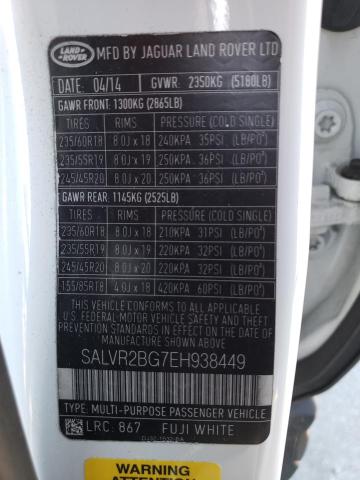 LAND ROVER
MFD BY JAGUAR LAND ROVER LTD
DATE: 04/14 GVWR: 2350KG (5180LB)
GAWR FRONT: 1300KG (2865LB)
TIRES RIMS PRESSURE (COLD SINGLE)
235/60R18 8.0J x 18 240KPA 35PSI (LB/PO²)
235/55R19 8.0J x 19 250KPA 36PSI (LB/PO²)
245/45R20 8.0J x 20 250KPA 36PSI (LB/PO²)
GAWR REAR: 1145KG (2525LB)
TIRES RIMS PRESSURE (COLD SINGLE)
235/60R18 8.0J x 18 210KPA 31PSI (LB/PO²)
235/55R19 8.0J x 19 220KPA 32PSI (LB/PO²)
245/45R20 8.0J x 20 220KPA 32PSI (LB/PO²)
155/85R18 4.0J x 18 420KPA 60PSI (LB/PO²)
THIS VEHICLE CONFORMS TO ALL APPLICABLE
U.S. FEDERAL MOTOR VEHICLE SAFETY, BUMPER
AND THEFT PREVENTION STANDARDS IN EFFECT
ON THE DATE OF MANUFACTURE SHOWN ABOVE
SALVR2BG7EH938449
TYPE: MULTI-PURPOSE PASSENGER VEHICLE
LRC: 867 FUJI WHITE
WARNING